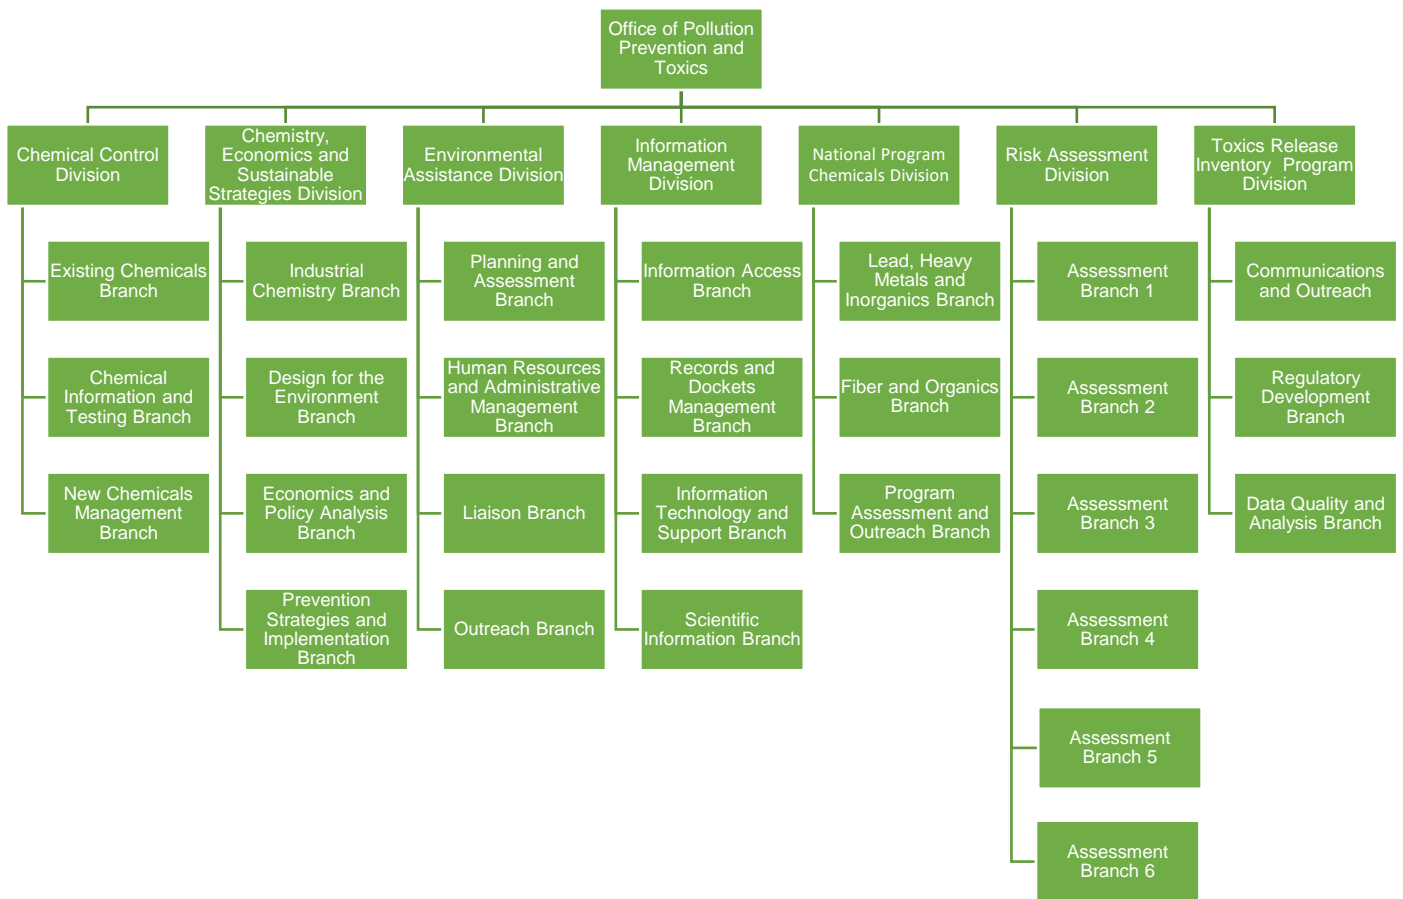 Office of Pollution
Prevention and
Toxics
Chemical Control
Division
Chemistry,
Economics and
Sustainable
Strategies Division
Environmental
Assistance Division
Information
Management
Division
National Program
Chemicals Division
Risk Assessment
Division
Toxics Release
Inventory Program
Division
Existing Chemicals
Branch
Chemical
Information and
Testing Branch
New Chemicals
Management
Branch
Industrial
Chemistry Branch
Design for the
Environment
Branch
Economics and
Policy Analysis
Branch
Prevention
Strategies and
Implementation
Branch
Planning and
Assessment
Branch
Human Resources
and Administrative
Management
Branch
Liaison Branch
Outreach Branch
Information Access
Branch
Records and
Dockets
Management
Branch
Information
Technology and
Support Branch
Scientific
Information Branch
Lead, Heavy
Metals and
Inorganics Branch
Fiber and Organics
Branch
Program
Assessment and
Outreach Branch
Assessment
Branch 1
Assessment
Branch 2
Assessment
Branch 3
Assessment
Branch 4
Assessment
Branch 5
Assessment
Branch 6
Communications
and Outreach
Regulatory
Development
Branch
Data Quality and
Analysis Branch